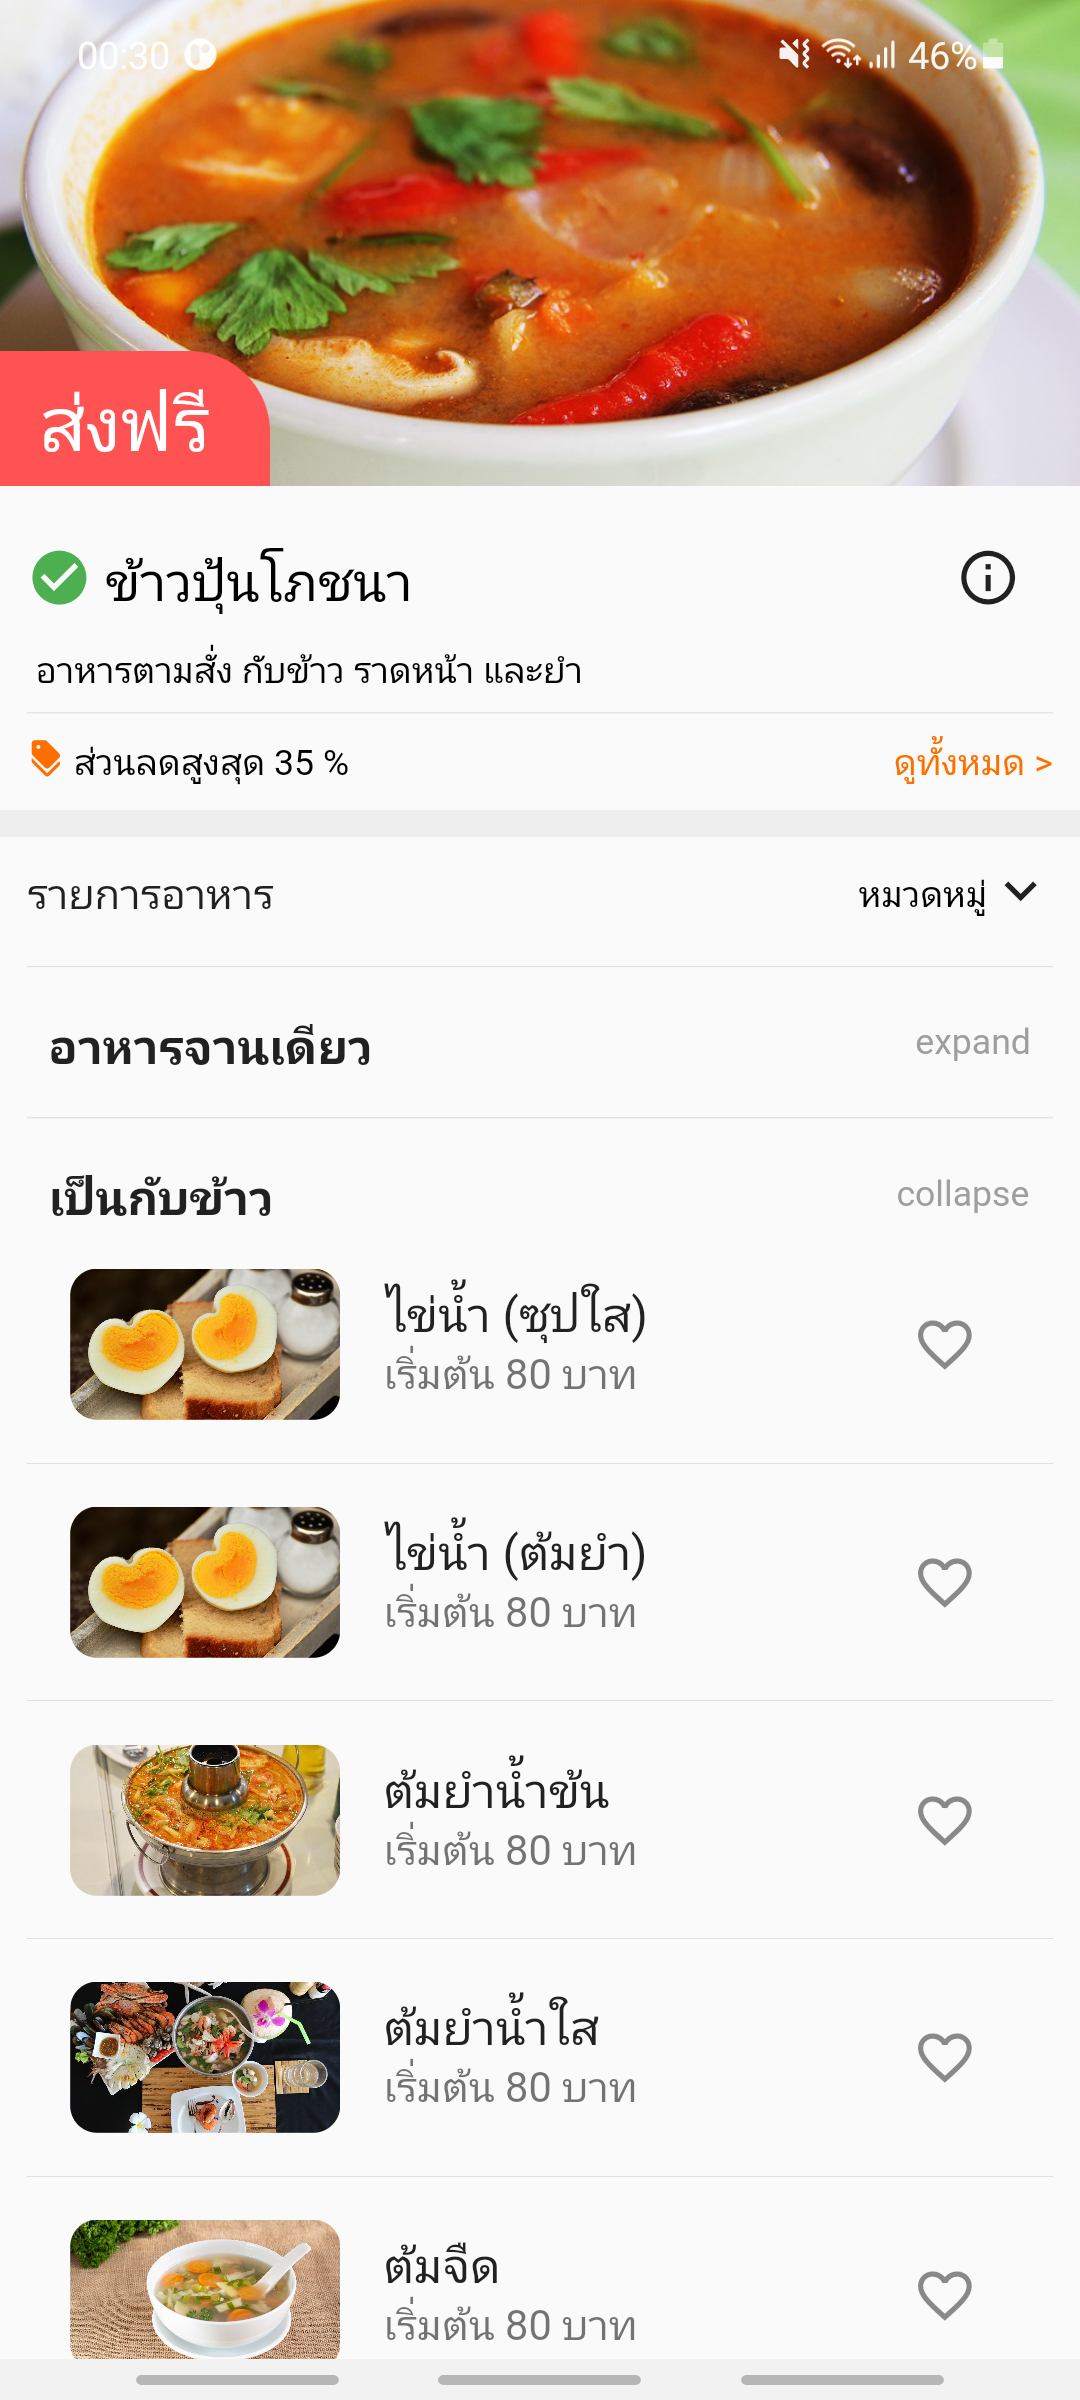 00:30 46%
ส่งฟรี
ข้าวปุ้นโภชนา
อาหารตามสั่ง กับข้าว ราดหน้า และยำ
ส่วนลดสูงสุด 35 % ดูทั้งหมด >
รายการอาหาร หมวดหมู่
อาหารจานเดียว expand
เป็นกับข้าว collapse
ไข่น้ำ (ซุปใส)
เริ่มต้น 80 บาท
ไข่น้ำ (ต้มยำ)
เริ่มต้น 80 บาท
ต้มยำน้ำข้น
เริ่มต้น 80 บาท
ต้มยำน้ำใส
เริ่มต้น 80 บาท
ต้มจืด
เริ่มต้น 80 บาท